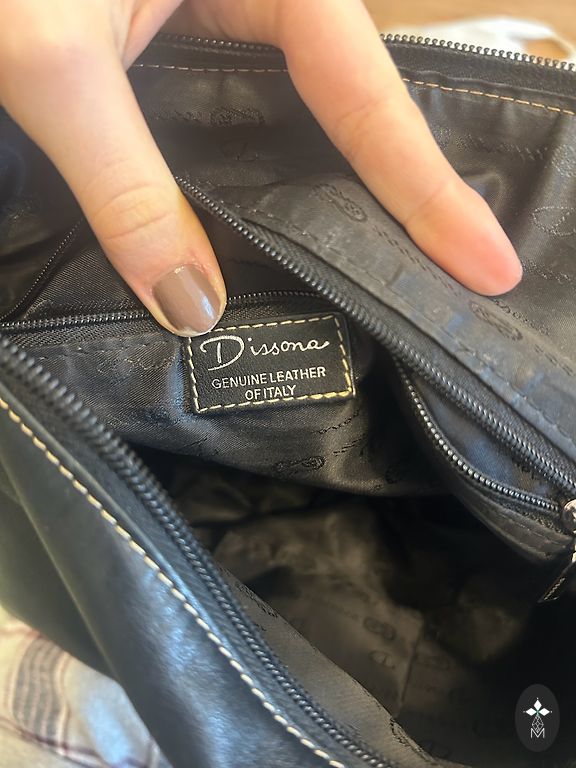 Dissona
GENUINE LEATHER
OF ITALY